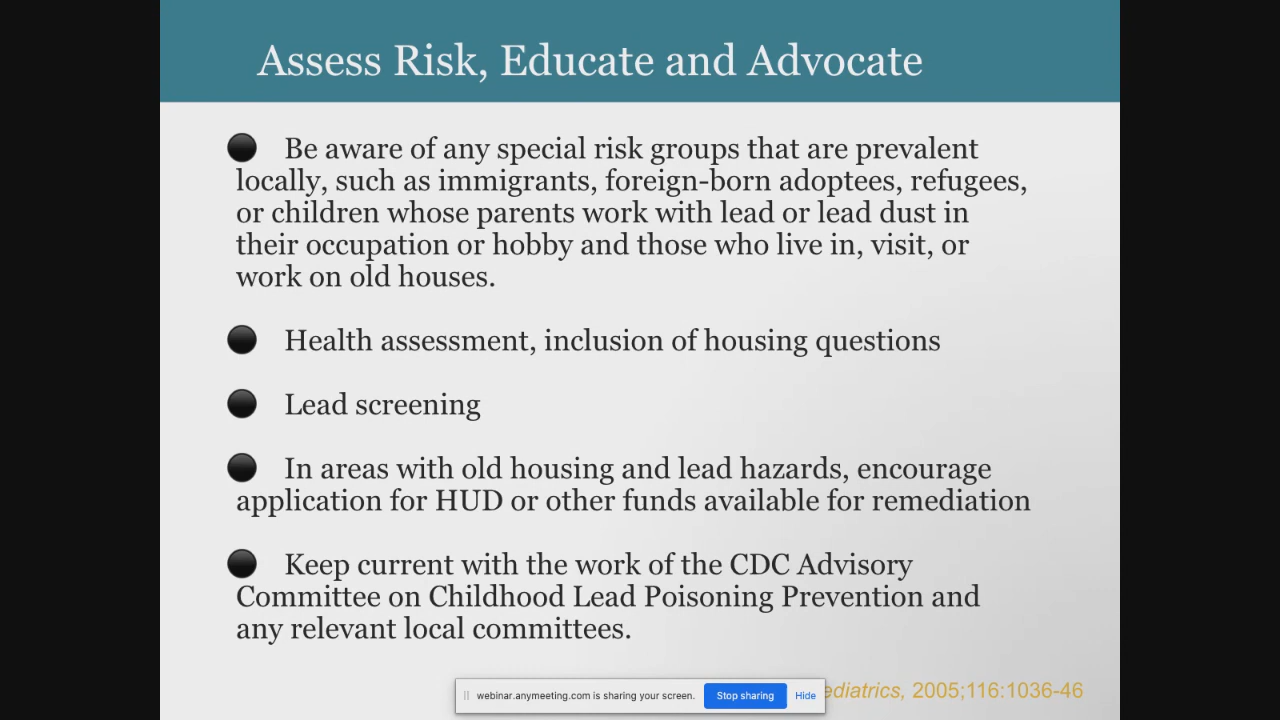 Assess Risk, Educate and Advocate
Be aware of any special risk groups that are prevalent
locally, such as immigrants, foreign-born adoptees, refugees,
or children whose parents work with lead or lead dust in
their occupation or hobby and those who live in, visit, or
work on old houses.
Health assessment, inclusion of housing questions
Lead screening
In areas with old housing and lead hazards, encourage
application for HUD or other funds available for remediation
Keep current with the work of the CDC Advisory
Committee on Childhood Lead Poisoning Prevention and
any relevant local committees.
webinar.anymeeting.com is sharing your screen. Stop sharing Hide
ediatrics, 2005;116:1036-46